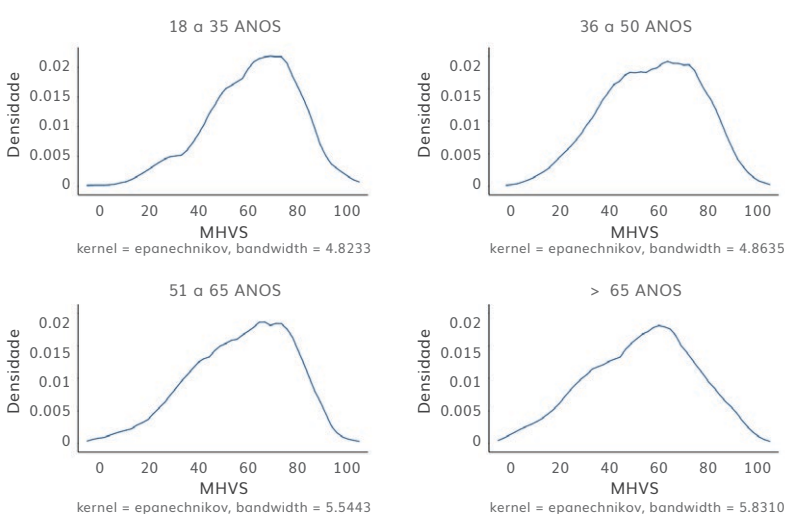 18 a 35 ANOS
Densidade
0.02
0.015
0.01
0.005
0
0 20 40 60 80 100
MHVS
kernel = epanechnikov, bandwidth = 4.8233
36 a 50 ANOS
Densidade
0.02
0.015
0.01
0.005
0
0 20 40 60 80 100
MHVS
kernel = epanechnikov, bandwidth = 4.8635
51 a 65 ANOS
Densidade
0.02
0.015
0.01
0.005
0
0 20 40 60 80 100
MHVS
kernel = epanechnikov, bandwidth = 5.5443
> 65 ANOS
Densidade
0.02
0.015
0.01
0.005
0
0 20 40 60 80 100
MHVS
kernel = epanechnikov, bandwidth = 5.8310